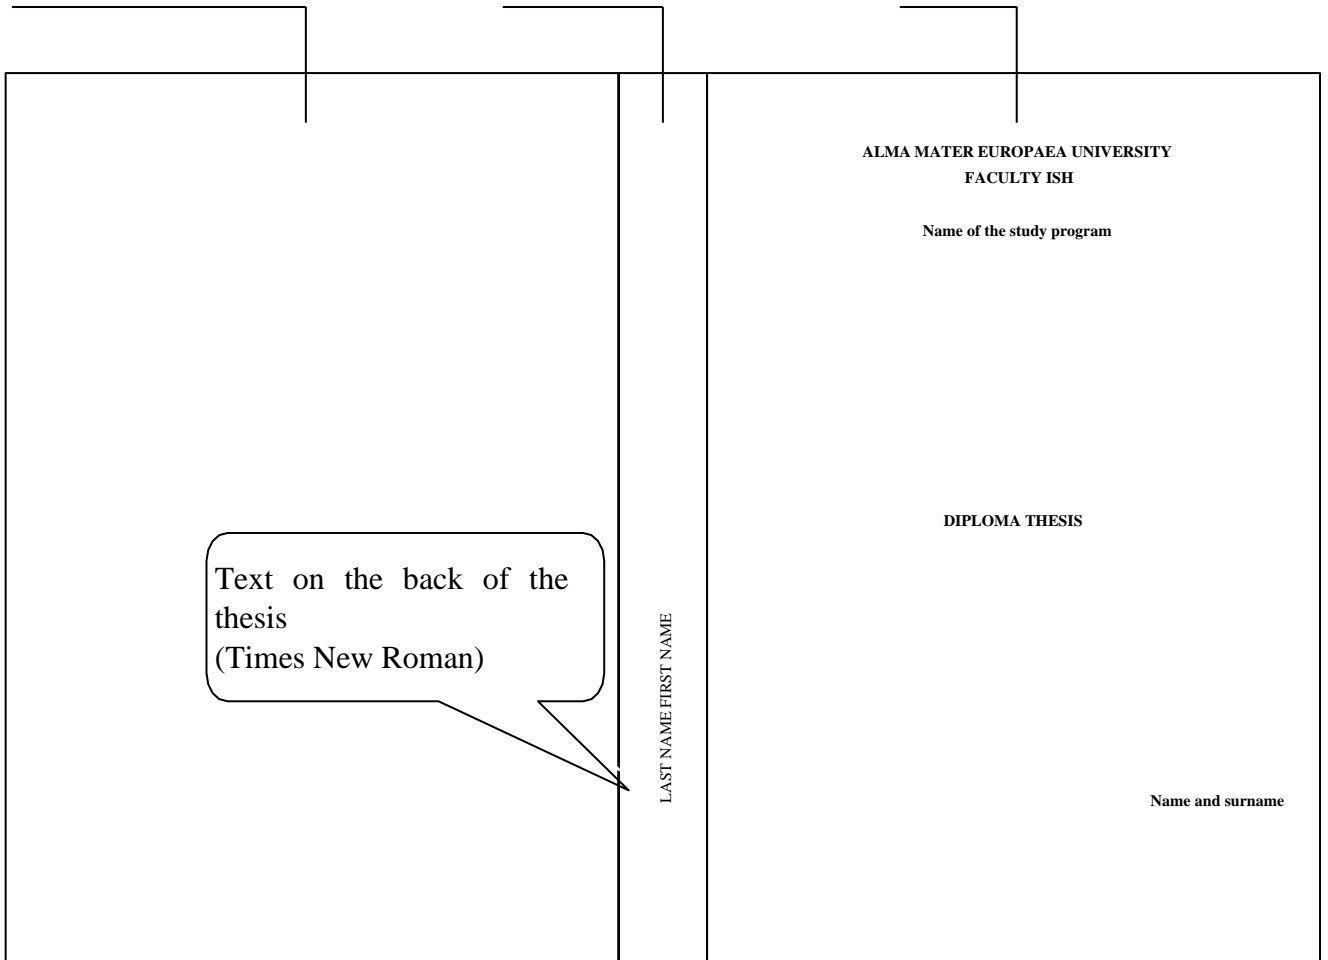 ALMA MATER EUROPAEA UNIVERSITY
FACULTY ISH
Name of the study program
DIPLOMA THESIS
Text on the back of the
thesis
(Times New Roman)
LAST NAME FIRST NAME
Name and surname